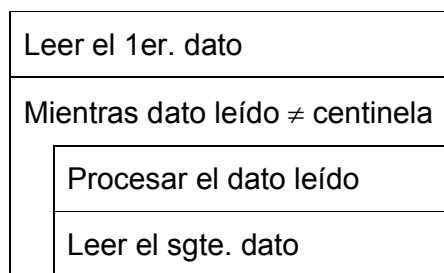 Leer el 1er. dato
Mientras dato leído ≠ centinela
Procesar el dato leído
Leer el sgte. dato